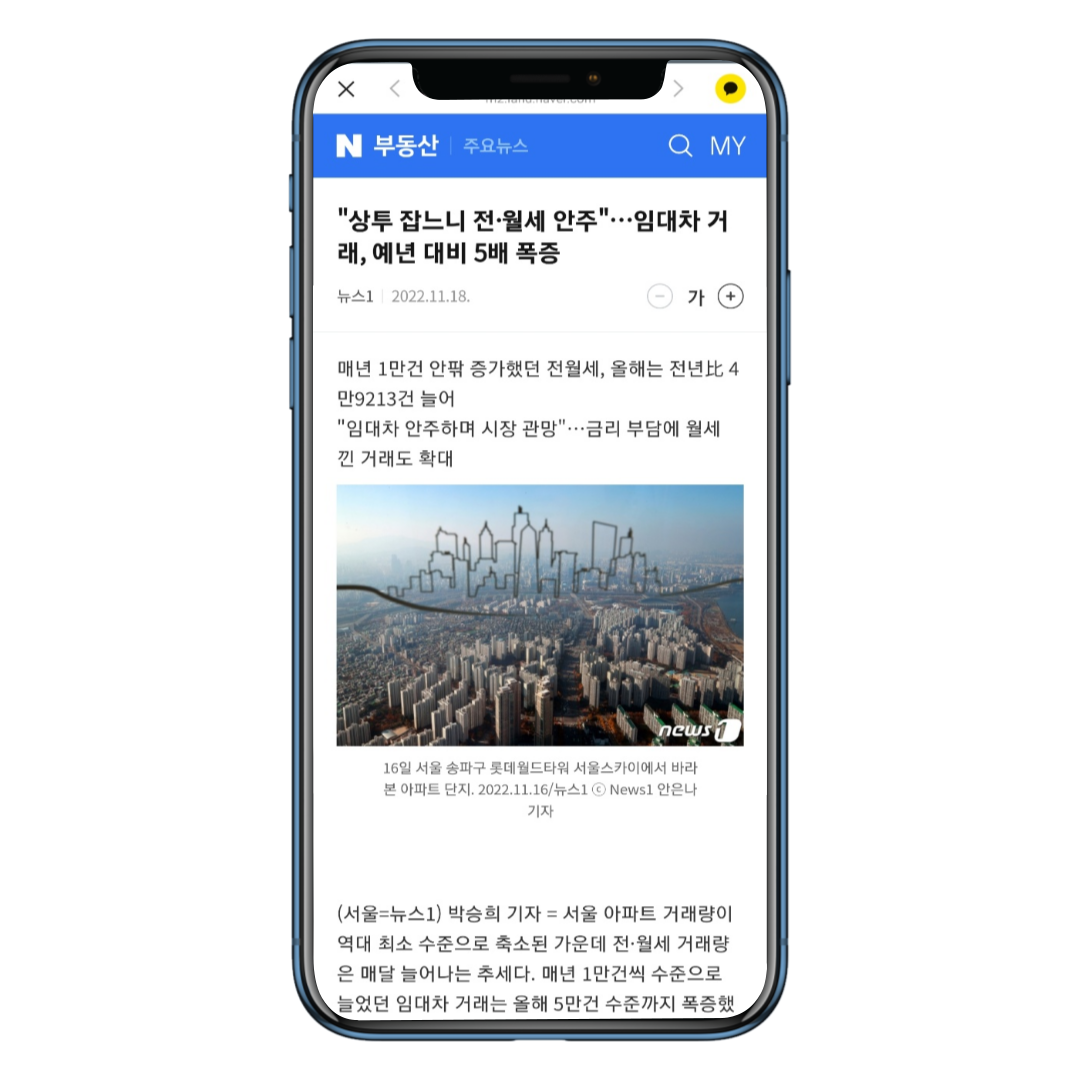 m2.land.naver.com
N 부동산 주요뉴스 MY
"상투 잡느니 전·월세 안주"…임대차 거
래, 예년 대비 5배 폭증
뉴스1 2022.11.18.
가
매년 1만건 안팎 증가했던 전월세, 올해는 전년比 4
만9213건 늘어
"임대차 안주하며 시장 관망"…금리 부담에 월세
낀 거래도 확대
news1
16일 서울 송파구 롯데월드타워 서울스카이에서 바라
본 아파트 단지. 2022.11.16/뉴스1 ⓒ News1 안은나
기자
(서울=뉴스1) 박승희 기자 = 서울 아파트 거래량이
역대 최소 수준으로 축소된 가운데 전·월세 거래량
은 매달 늘어나는 추세다. 매년 1만건씩 수준으로
늘었던 임대차 거래는 올해 5만건 수준까지 폭증했